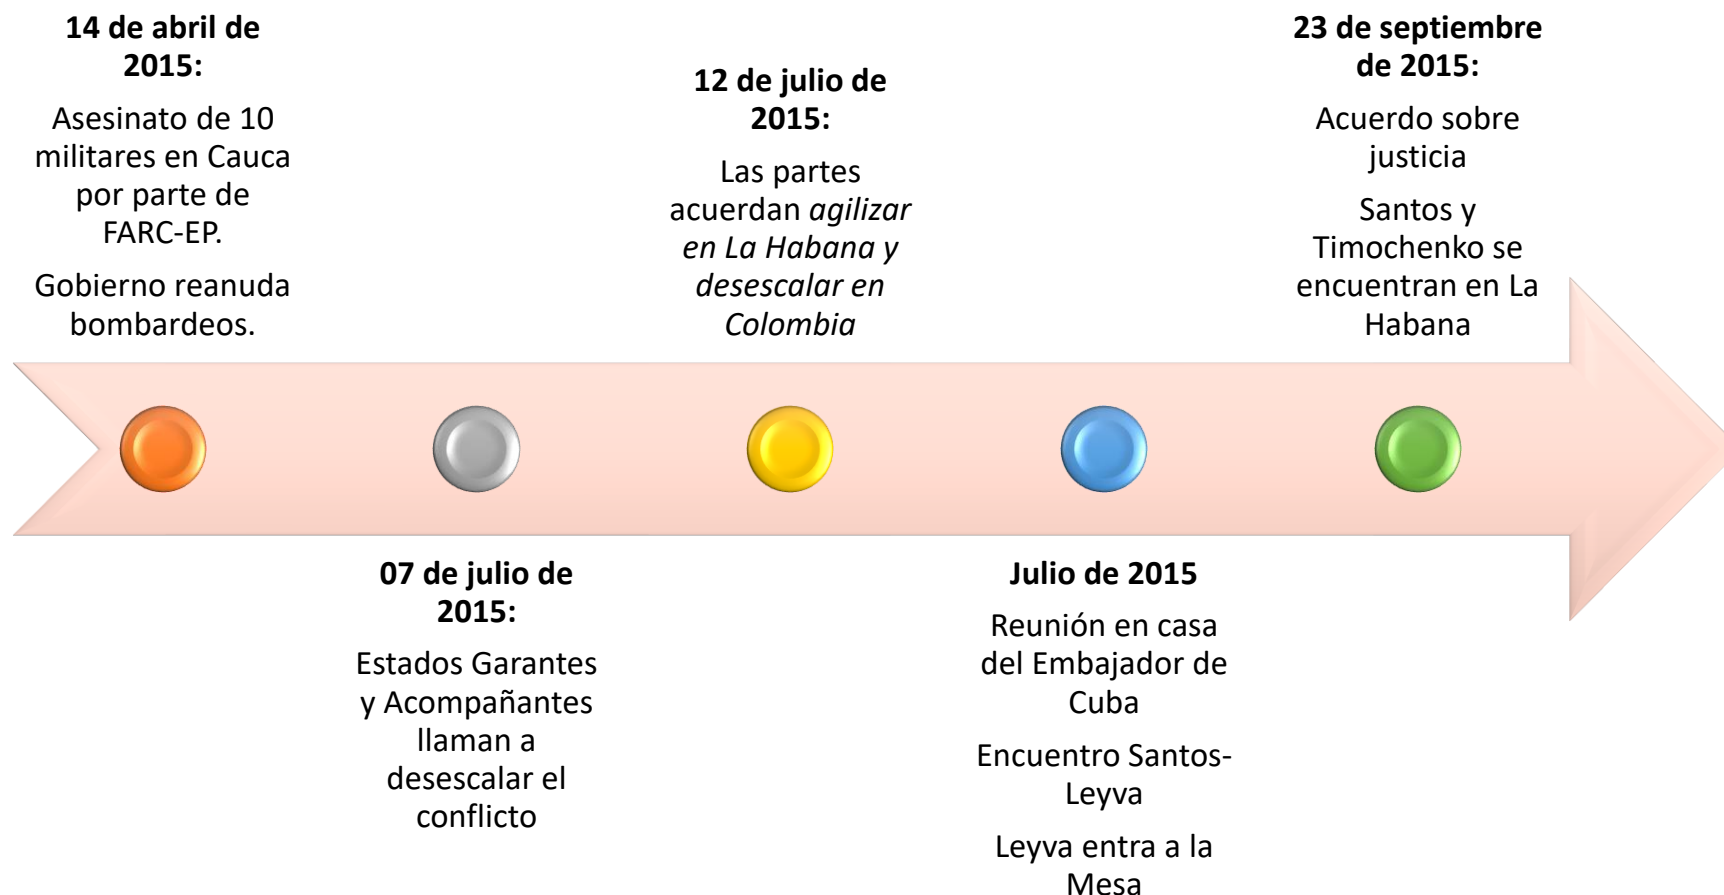 14 de abril de
2015:
Asesinato de 10
militares en Cauca
por parte de
FARC-EP.
Gobierno reanuda
bombardeos.
07 de julio de
2015:
Estados Garantes
y Acompañantes
llaman a
desescalar el
conflicto
12 de julio de
2015:
Las partes
acuerdan agilizar
en La Habana y
desescalar en
Colombia
Julio de 2015
Reunión en casa
del Embajador de
Cuba
Encuentro Santos-
Leyva
Leyva entra a la
Mesa
23 de septiembre
de 2015:
Acuerdo sobre
justicia
Santos y
Timochenko se
encuentran en La
Habana